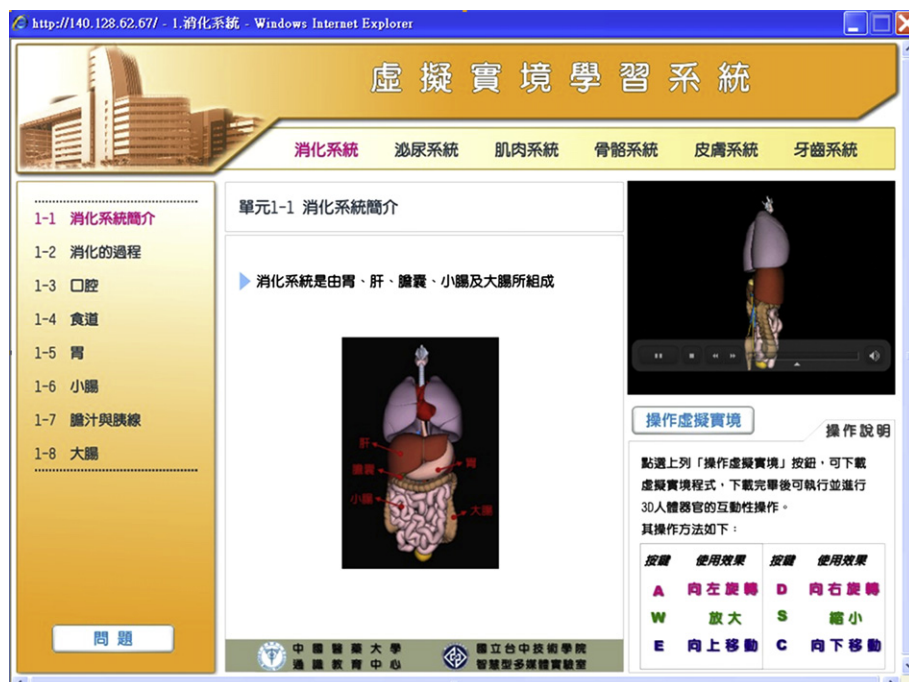 http://140.128.62.67/ - 1.消化系統 - Windows Internet Explorer
虛擬實境學習系統
消化系統 泌尿系統 肌肉系統 骨骼系統 皮膚系統 牙齒系統
1-1 消化系統簡介
1-2 消化的過程
1-3 口腔
1-4 食道
1-5 胃
1-6 小腸
1-7 膽汁與胰線
1-8 大腸
問題
單元1-1 消化系統簡介
消化系統是由胃、肝、膽囊、小腸及大腸所組成
肝
膽囊
胃
小腸
大腸
中國醫藥大學
通識教育中心
國立台中技術學院
智慧型多媒體實驗室
操作虛擬實境
操作說明
點選上列「操作虛擬實境」按鈕，可下載
虛擬實境程式，下載完畢後可執行並進行
3D人體器官的互動性操作。
其操作方法如下：
按鍵 使用效果 按鍵 使用效果
A 向左旋轉 D 向右旋轉
W 放大 S 縮小
E 向上移動 C 向下移動